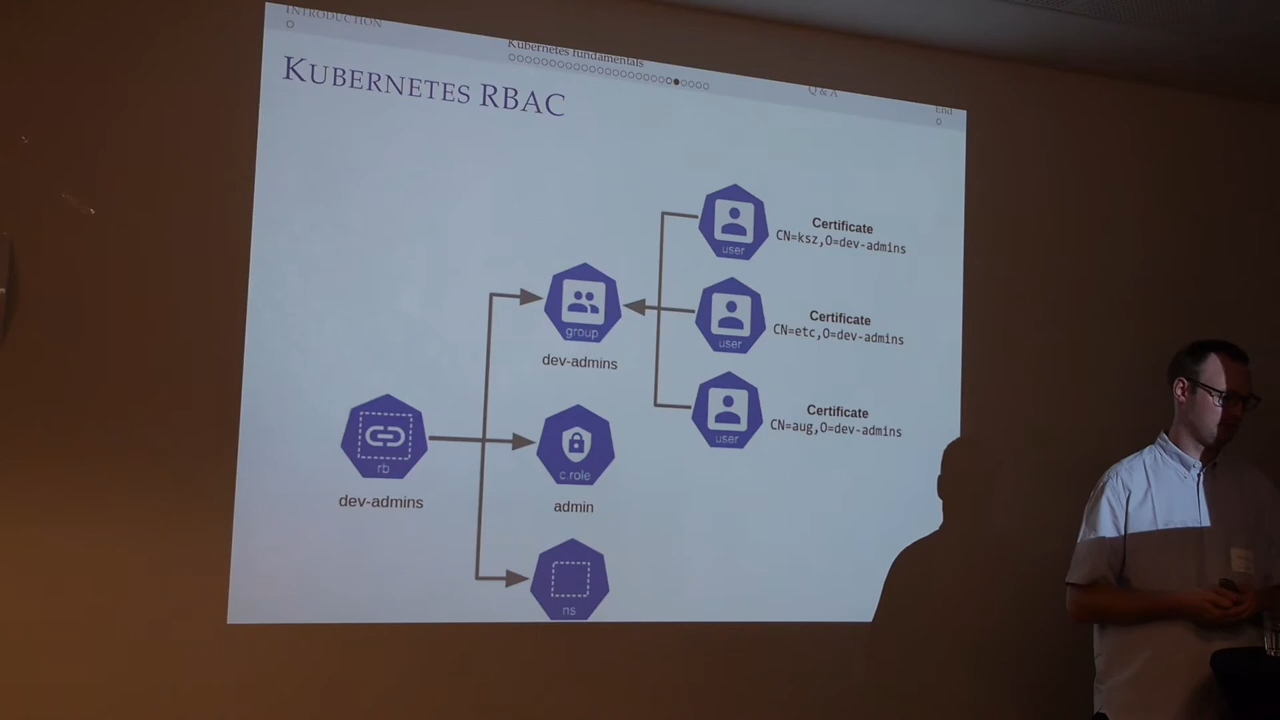 INTRODUCTION
Kubernetes fundamentals
Q & A
End
KUBERNETES RBAC
user
Certificate
CN=ksz,O=dev-admins
group
dev-admins
user
Certificate
CN=etc,O=dev-admins
user
Certificate
CN=aug,O=dev-admins
rb
dev-admins
c.role
admin
ns